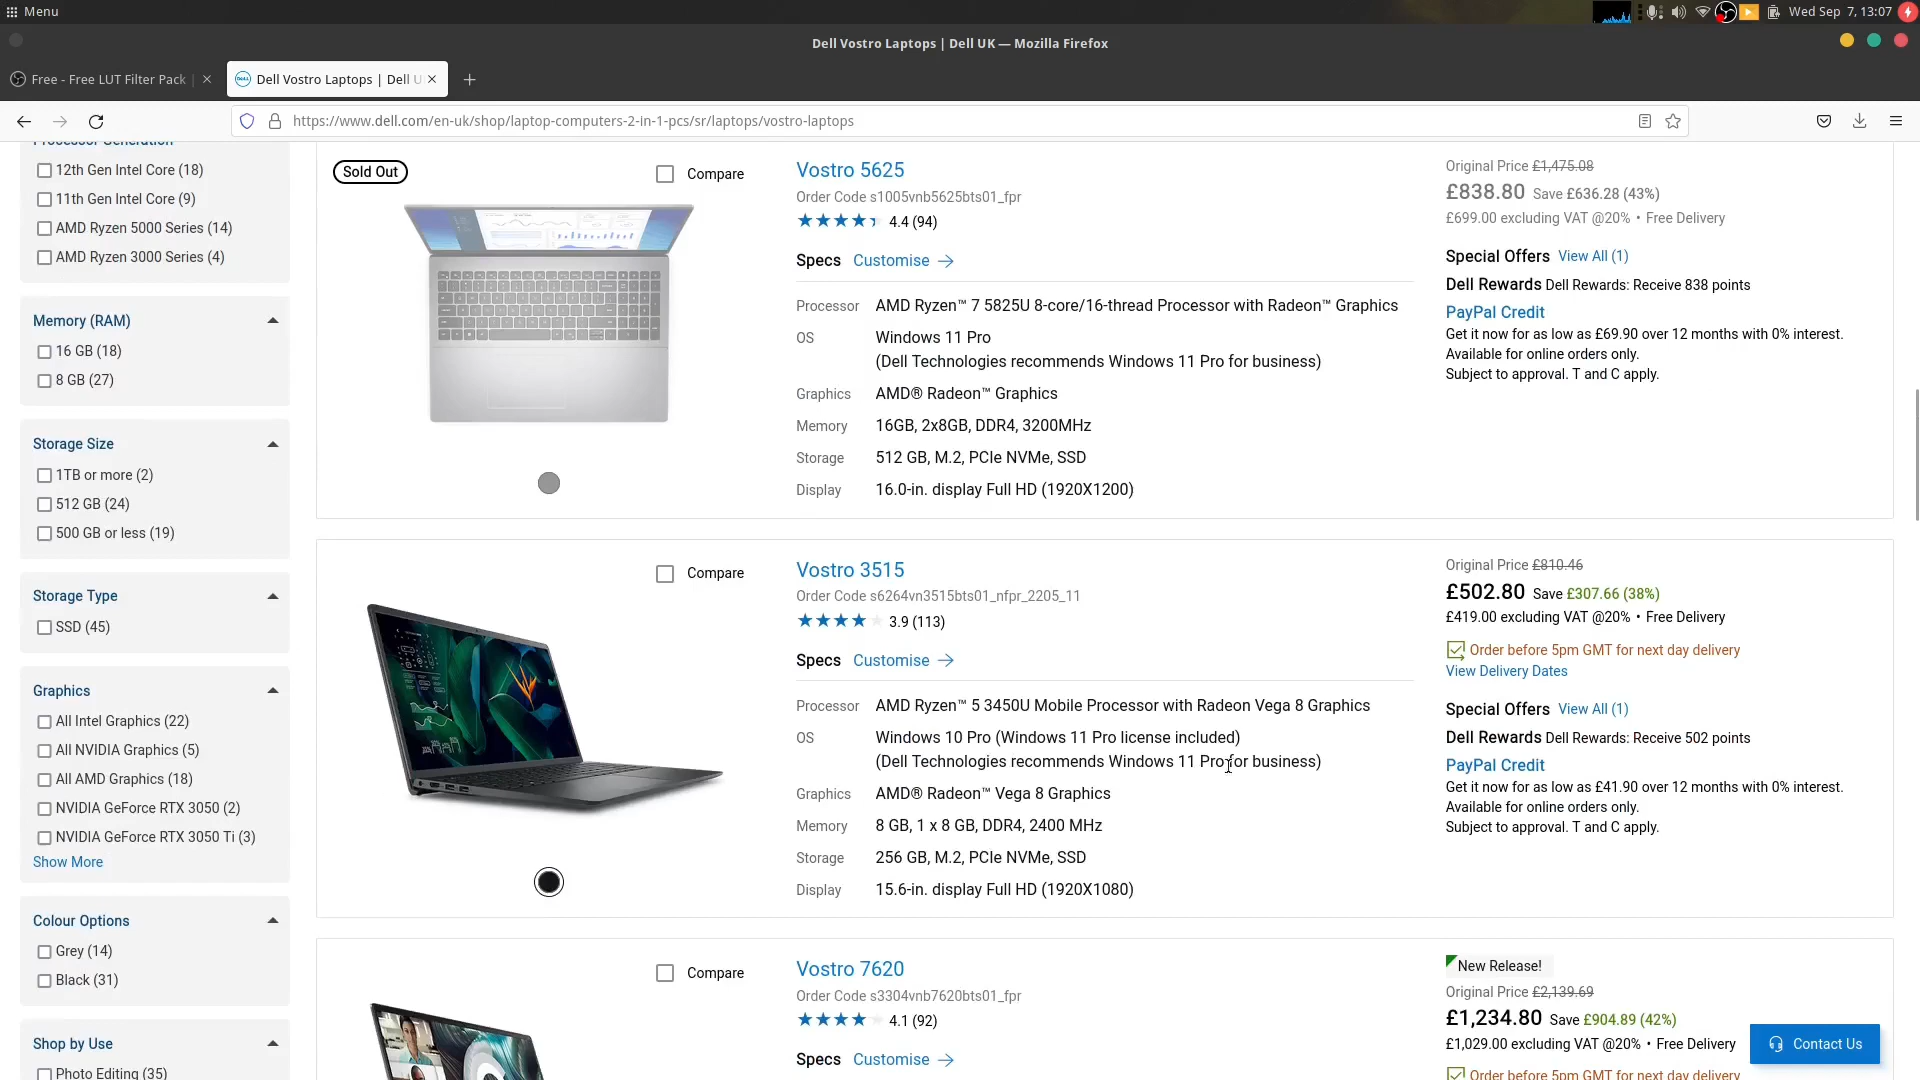 Menu
Wed Sep 7, 13:07
Dell Vostro Laptops | Dell UK — Mozilla Firefox
Free - Free LUT Filter Pack |
Dell Vostro Laptops | Dell U
https://www.dell.com/en-uk/shop/laptop-computers-2-in-1-pcs/sr/laptops/vostro-laptops
Processor Generation
12th Gen Intel Core (18)
11th Gen Intel Core (9)
AMD Ryzen 5000 Series (14)
AMD Ryzen 3000 Series (4)
Memory (RAM)
16 GB (18)
8 GB (27)
Storage Size
1TB or more (2)
512 GB (24)
500 GB or less (19)
Storage Type
SSD (45)
Graphics
All Intel Graphics (22)
All NVIDIA Graphics (5)
All AMD Graphics (18)
NVIDIA GeForce RTX 3050 (2)
NVIDIA GeForce RTX 3050 Ti (3)
Show More
Colour Options
Grey (14)
Black (31)
Shop by Use
Photo Editing (35)
Sold Out
Compare
Vostro 5625
Order Code s1005vnb5625bts01_fpr
4.4 (94)
Specs Customise
Processor AMD Ryzen™ 7 5825U 8-core/16-thread Processor with Radeon™ Graphics
OS Windows 11 Pro
(Dell Technologies recommends Windows 11 Pro for business)
Graphics AMD® Radeon™ Graphics
Memory 16GB, 2x8GB, DDR4, 3200MHz
Storage 512 GB, M.2, PCIe NVMe, SSD
Display 16.0-in. display Full HD (1920X1200)
Original Price £1,475.08
£838.80 Save £636.28 (43%)
£699.00 excluding VAT @20% • Free Delivery
Special Offers View All (1)
Dell Rewards Dell Rewards: Receive 838 points
PayPal Credit
Get it now for as low as £69.90 over 12 months with 0% interest.
Available for online orders only.
Subject to approval. T and C apply.
Compare
Vostro 3515
Order Code s6264vn3515bts01_nfpr_2205_11
3.9 (113)
Specs Customise
Processor AMD Ryzen™ 5 3450U Mobile Processor with Radeon Vega 8 Graphics
OS Windows 10 Pro (Windows 11 Pro license included)
(Dell Technologies recommends Windows 11 Pro for business)
Graphics AMD® Radeon™ Vega 8 Graphics
Memory 8 GB, 1 x 8 GB, DDR4, 2400 MHz
Storage 256 GB, M.2, PCIe NVMe, SSD
Display 15.6-in. display Full HD (1920X1080)
Original Price £810.46
£502.80 Save £307.66 (38%)
£419.00 excluding VAT @20% • Free Delivery
Order before 5pm GMT for next day delivery
View Delivery Dates
Special Offers View All (1)
Dell Rewards Dell Rewards: Receive 502 points
PayPal Credit
Get it now for as low as £41.90 over 12 months with 0% interest.
Available for online orders only.
Subject to approval. T and C apply.
Compare
Vostro 7620
Order Code s3304vnb7620bts01_fpr
4.1 (92)
Specs Customise
New Release!
Original Price £2,139.69
£1,234.80 Save £904.89 (42%)
£1,029.00 excluding VAT @20% • Free Delivery
Order before 5pm GMT for next day delivery
Contact Us